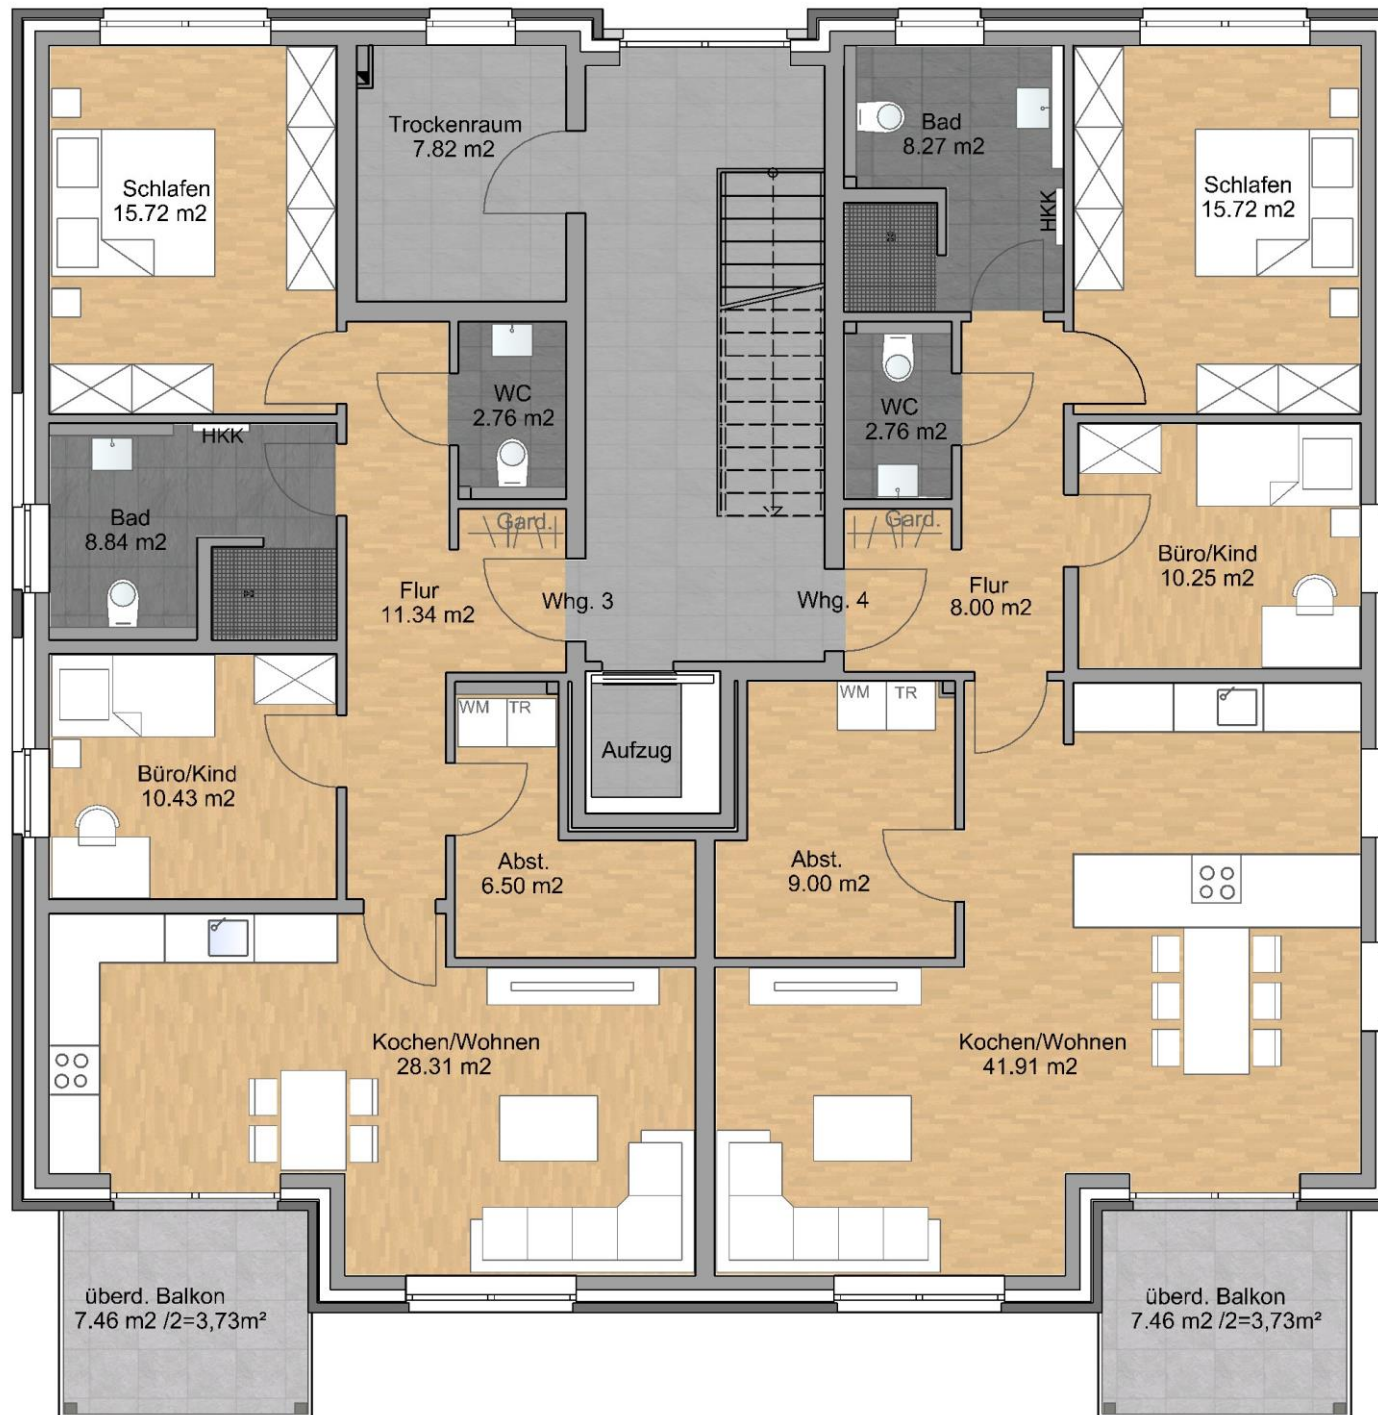 Trockenraum
7.82 m2
Bad
8.27 m2
Schlafen
15.72 m2
Schlafen
15.72 m2
HKK
WC
2.76 m2
WC
2.76 m2
HKK
Bad
8.84 m2
Gard.
Gard.
Büro/Kind
10.25 m2
Flur
11.34 m2
Whg. 3
Whg. 4
Flur
8.00 m2
WM TR
WM TR
Aufzug
Büro/Kind
10.43 m2
Abst.
6.50 m2
Abst.
9.00 m2
Kochen/Wohnen
28.31 m2
Kochen/Wohnen
41.91 m2
überd. Balkon
7.46 m2 /2=3,73m²
überd. Balkon
7.46 m2 /2=3,73m²